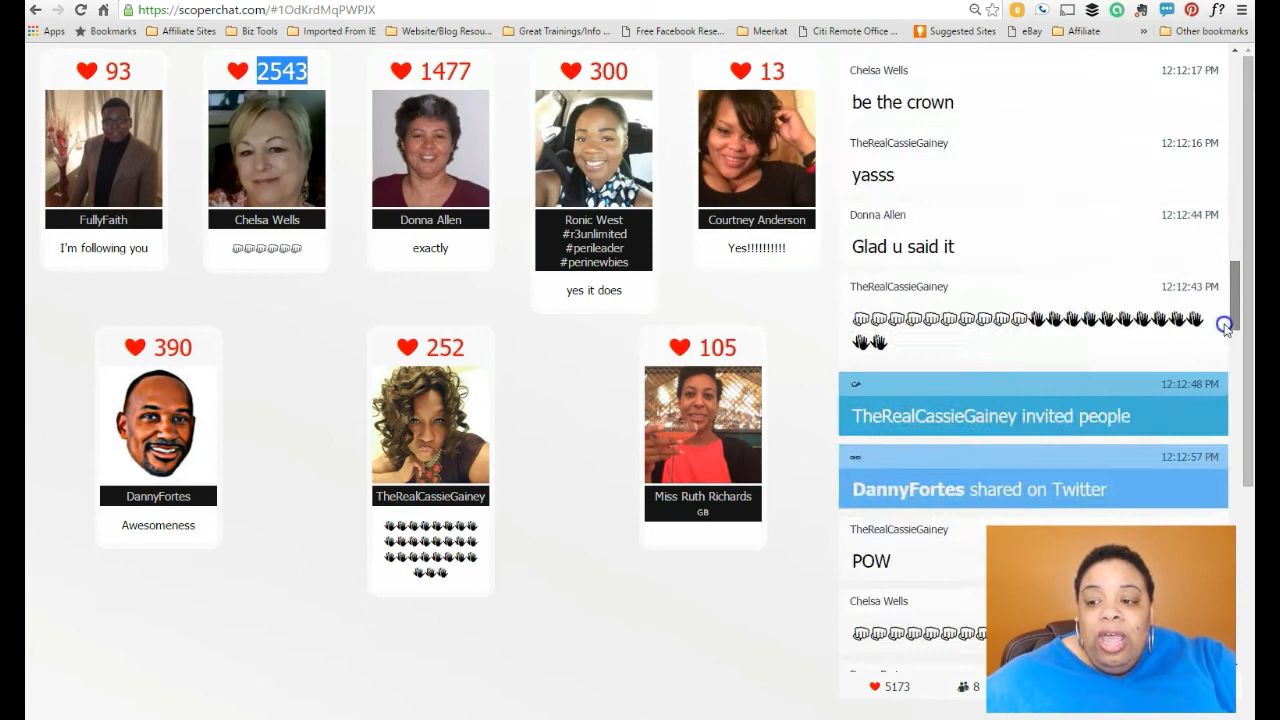 https://scoperchat.com/#1OdKrdMqPWPJX
Apps Bookmarks Affiliate Sites Biz Tools Imported From IE Website/Blog Resou... Great Trainings/Info ... Free Facebook Rese... Meerkat Citi Remote Office ... Suggested Sites eBay Affiliate » Other bookmarks
93
FullyFaith
I'm following you
2543
Chelsa Wells
1477
Donna Allen
exactly
300
Ronic West
#r3unlimited
#perileader
#perinewbies
yes it does
13
Courtney Anderson
Yes!!!!!!!!!!
390
DannyFortes
Awesomeness
252
TheRealCassieGainey
105
Miss Ruth Richards
GB
Chelsa Wells 12:12:17 PM
be the crown
TheRealCassieGainey 12:12:16 PM
yasss
Donna Allen 12:12:44 PM
Glad u said it
TheRealCassieGainey 12:12:43 PM
12:12:48 PM
TheRealCassieGainey invited people
12:12:57 PM
DannyFortes shared on Twitter
TheRealCassieGainey
POW
Chelsa Wells
5173 8